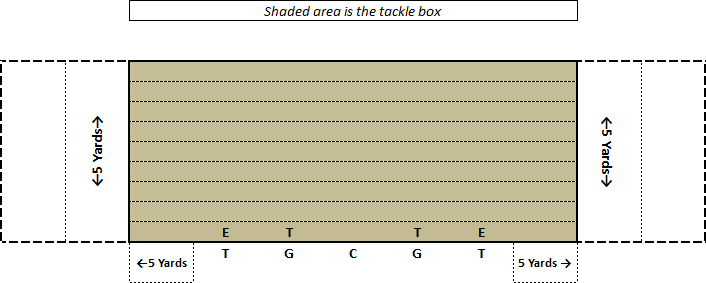 Shaded area is the tackle box
←5 Yards→
←5 Yards→
E T T E
T G C G T
←5 Yards 5 Yards →